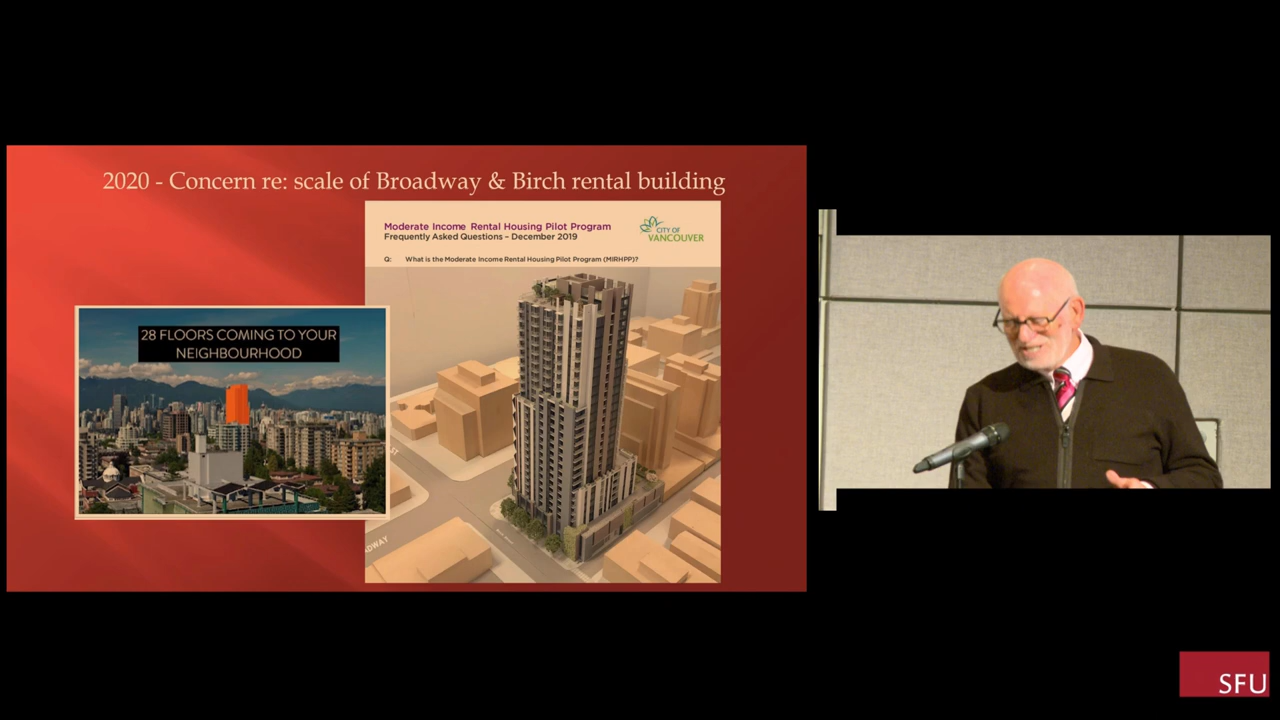 2020 - Concern re: scale of Broadway & Birch rental building
Moderate Income Rental Housing Pilot Program
Frequently Asked Questions – December 2019
CITY OF
VANCOUVER
Q: What is the Moderate Income Rental Housing Pilot Program (MIRHPP)?
28 FLOORS COMING TO YOUR
NEIGHBOURHOOD
SFU